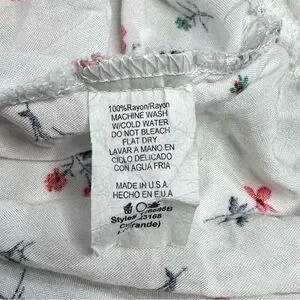 100%Rayon/Rayon
MACHINE WASH
W/COLD WATER
DO NOT BLEACH
FLAT DRY.
LAVAR A MANO EN
CICLO DELICADO
CON AGUA FRIA
MADE IN U.S.A.
HECHO EN E.U.A
Style#